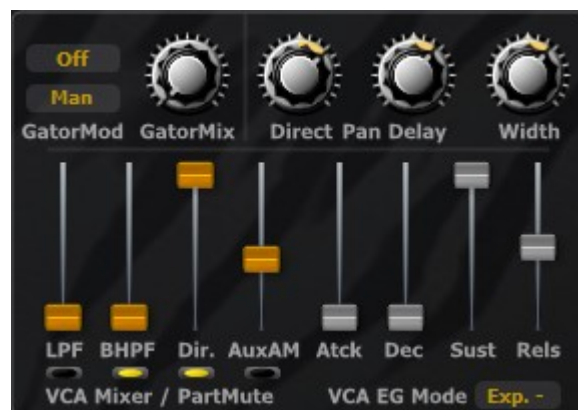 Off
Man
GatorMod GatorMix Direct Pan Delay Width
LPF BHPF Dir. AuxAM Atck Dec Sust Rels
VCA Mixer / PartMute VCA EG Mode Exp. -